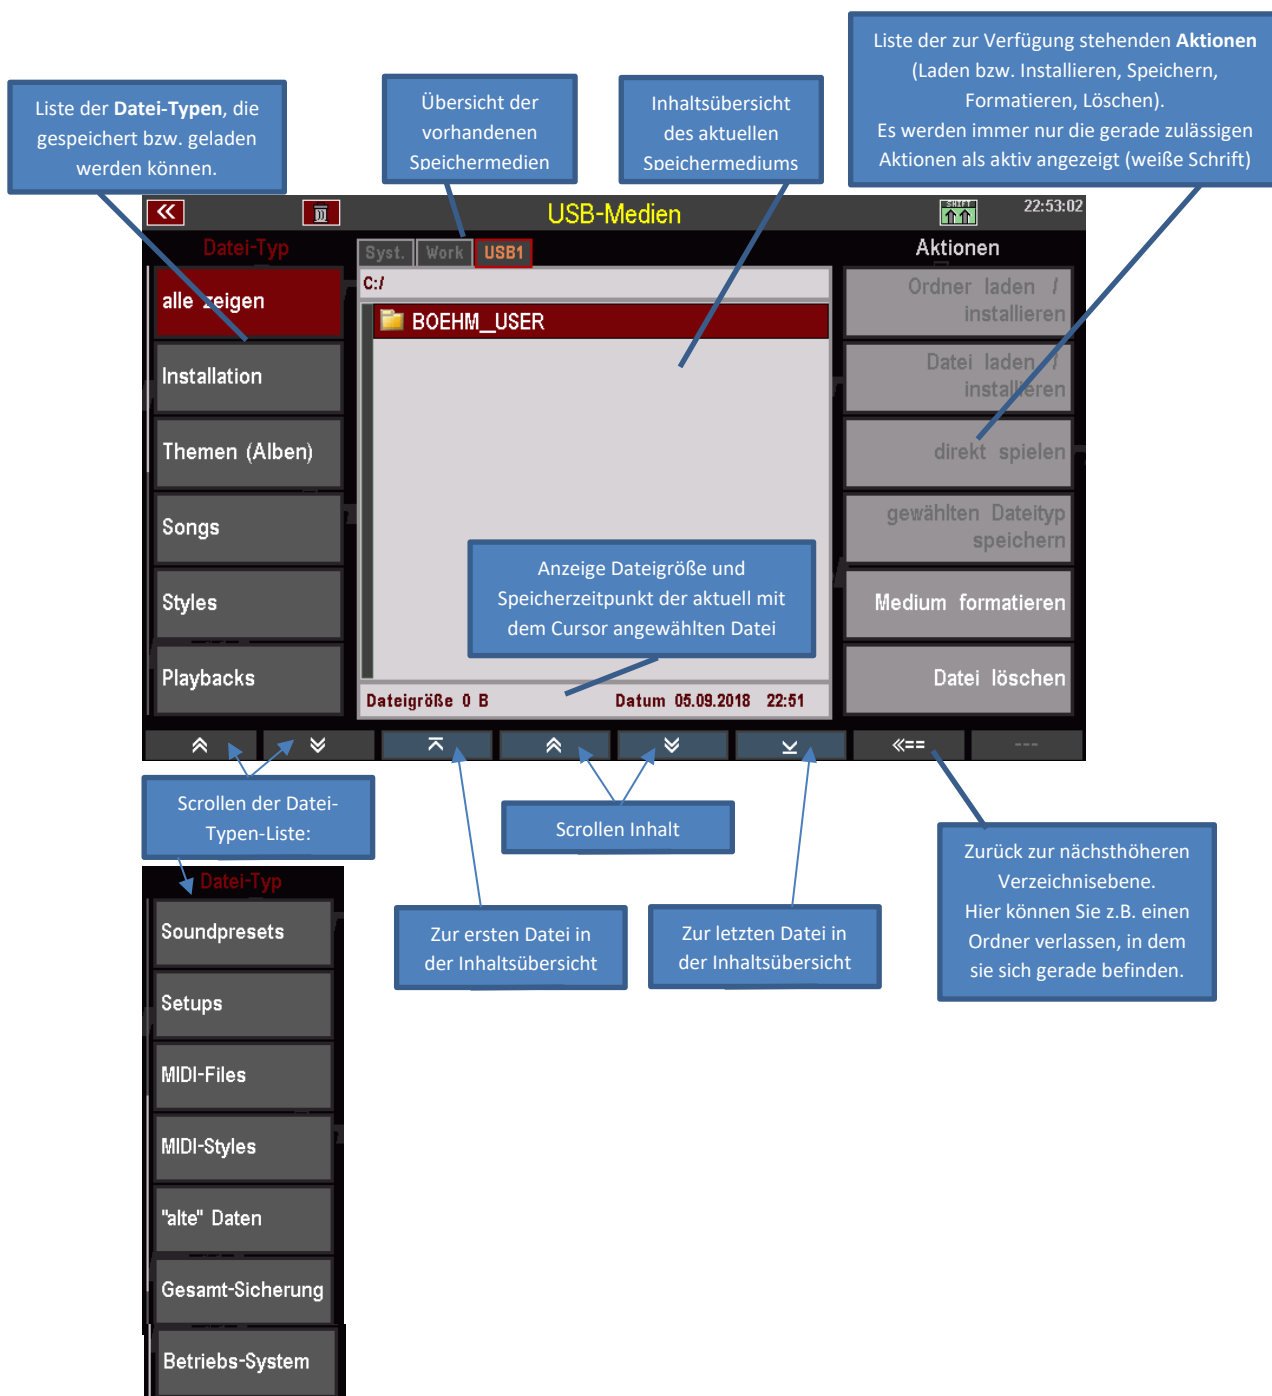 Liste der zur Verfügung stehenden Aktionen
(Laden bzw. Installieren, Speichern,
Formatieren, Löschen).
Es werden immer nur die gerade zulässigen
Aktionen als aktiv angezeigt (weiße Schrift)
Liste der Datei-Typen, die
gespeichert bzw. geladen
werden können.
Übersicht der
vorhandenen
Speichermedien
Inhaltsübersicht
des aktuellen
Speichermediums
USB-Medien
SHIFT
22:53:02
Datei-Typ
alle zeigen
Installation
Themen (Alben)
Songs
Styles
Playbacks
Syst.
Work
USB1
C:/
BOEHM_USER
Anzeige Dateigröße und
Speicherzeitpunkt der aktuell mit
dem Cursor angewählten Datei
Dateigröße 0 B
Datum 05.09.2018 22:51
Aktionen
Ordner laden /
installieren
Datei laden /
installieren
direkt spielen
gewählten Dateityp
speichern
Medium formatieren
Datei löschen
«==
---
Scrollen der Datei-
Typen-Liste:
Scrollen Inhalt
Zur ersten Datei in
der Inhaltsübersicht
Zur letzten Datei in
der Inhaltsübersicht
Zurück zur nächsthöheren
Verzeichnisebene.
Hier können Sie z.B. einen
Ordner verlassen, in dem
sie sich gerade befinden.
Datei-Typ
Soundpresets
Setups
MIDI-Files
MIDI-Styles
"alte" Daten
Gesamt-Sicherung
Betriebs-System